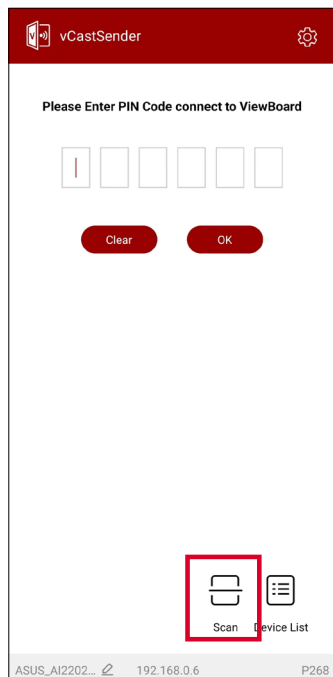 vCastSender
Please Enter PIN Code connect to ViewBoard
Clear OK
Scan Device List
ASUS_AI2202... 192.168.0.6 P268